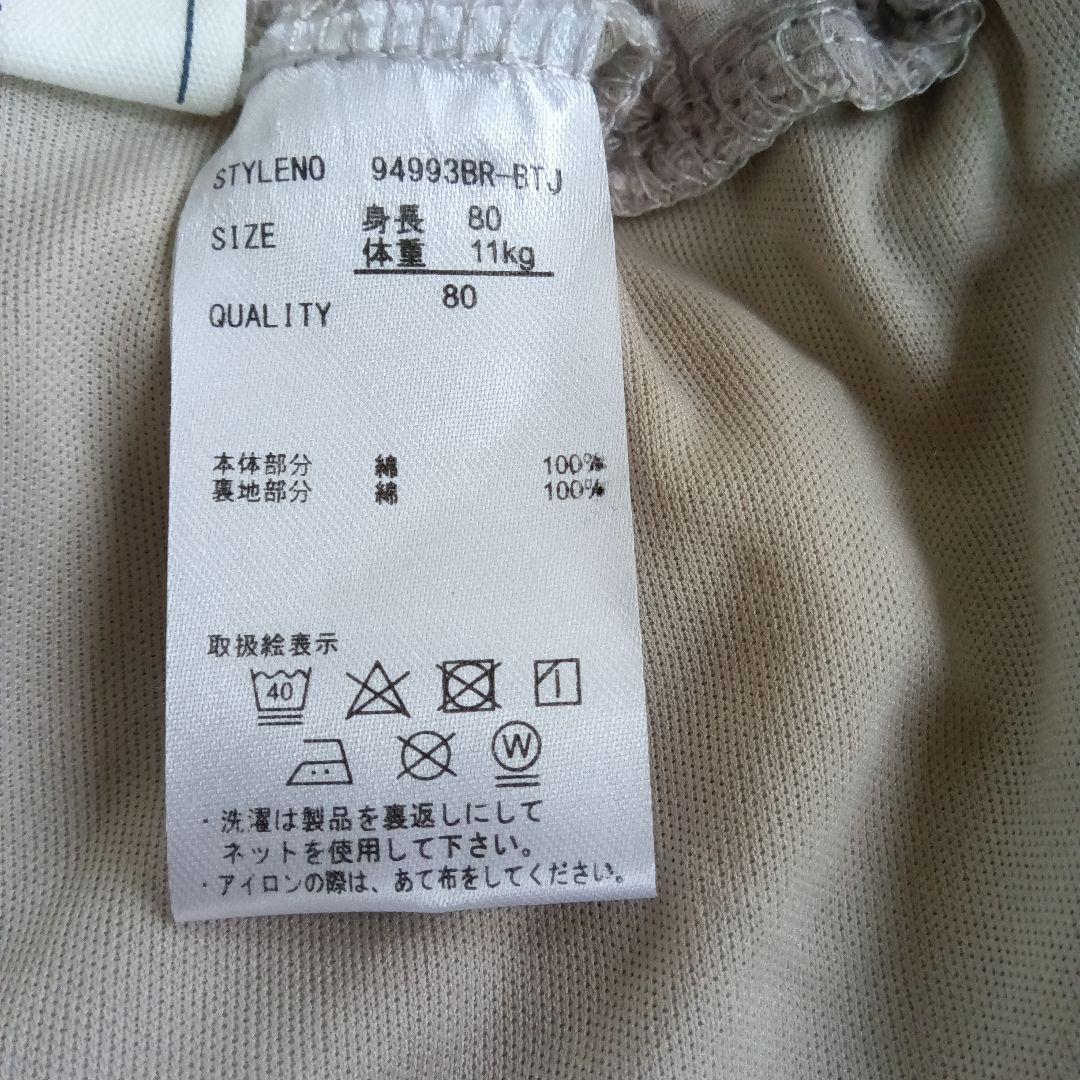 STYLENO 94993BR-BTJ
SIZE 身長 80
体重 11kg
80
QUALITY
本体部分 綿 100%
裏地部分 綿 100%
取扱絵表示
40
W
・洗濯は製品を裏返しにして
ネットを使用して下さい。
・アイロンの際は、あて布をしてください。